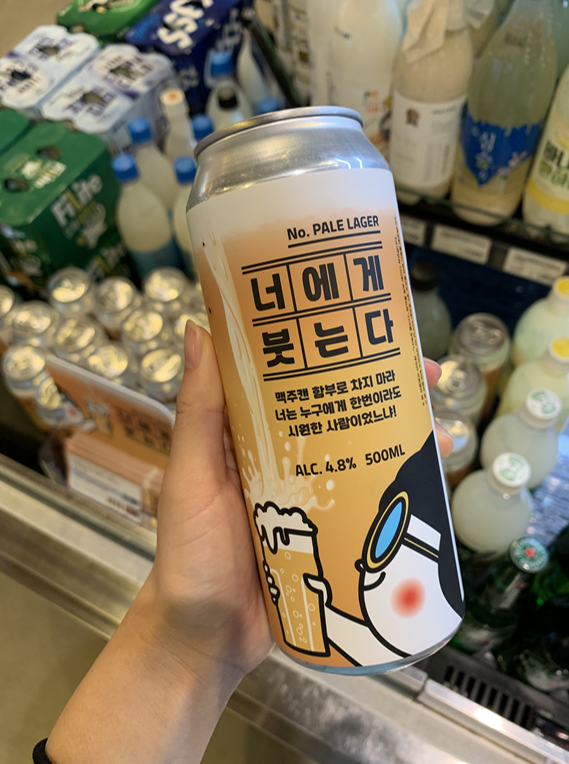 No. PALE LAGER
너에게
붓는다
맥주캔 함부로 차지 마라
너는 누구에게 한번이라도
시원한 사람이었느냐!
ALC. 4.8% 500ML
Filite